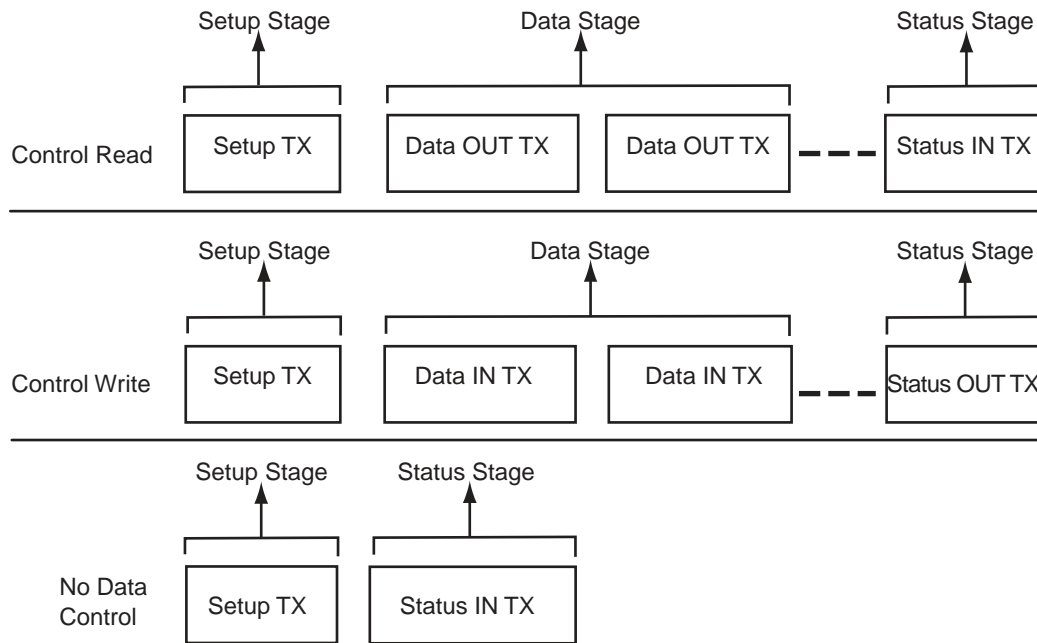 Setup Stage Data Stage Status Stage
Control Read Setup TX Data OUT TX Data OUT TX Status IN TX
Setup Stage Data Stage Status Stage
Control Write Setup TX Data IN TX Data IN TX Status OUT TX
Setup Stage Status Stage
No Data
Control
Setup TX Status IN TX